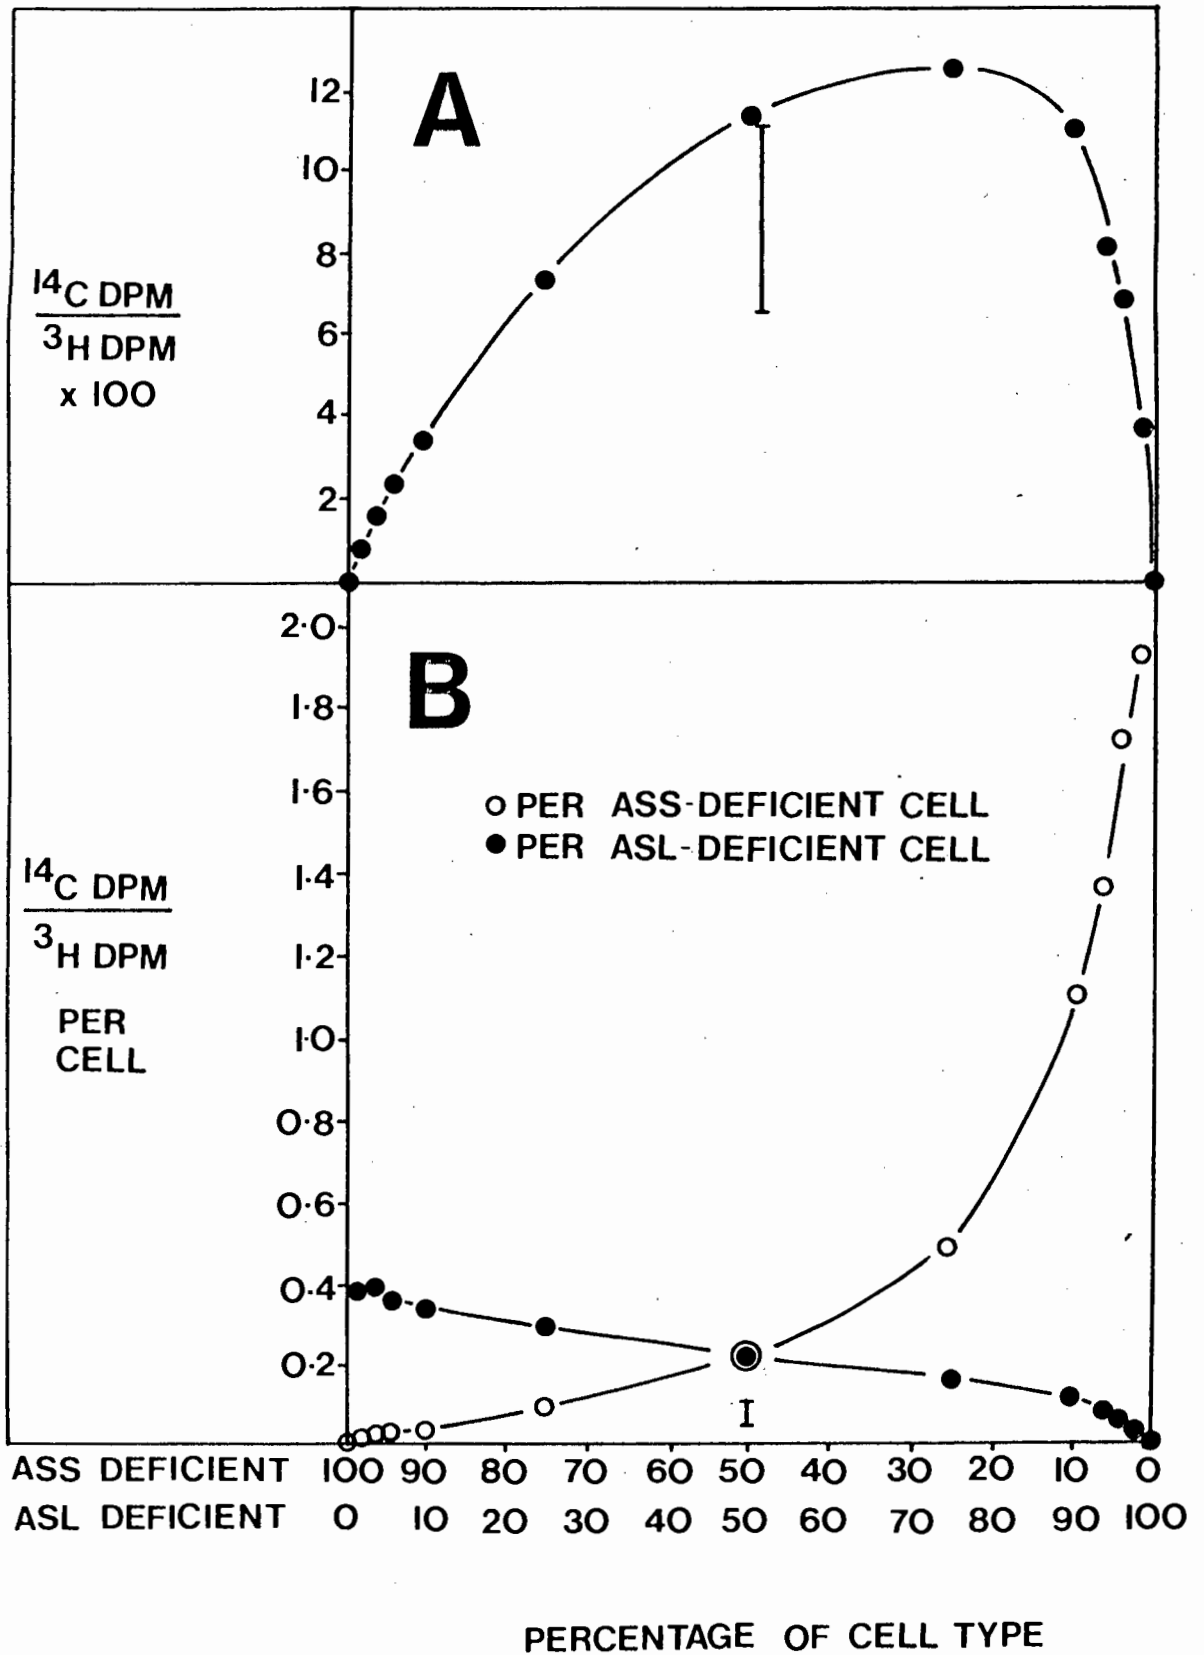 A
12
10
8
6
4
2
14C DPM
3H DPM
x 100
B
2·0
1·8
1·6
1·4
1·2
1·0
0·8
0·6
0·4
0·2
O PER ASS-DEFICIENT CELL
● PER ASL-DEFICIENT CELL
14C DPM
3H DPM
PER
CELL
ASS DEFICIENT 100 90 80 70 60 50 40 30 20 10 0
ASL DEFICIENT 0 10 20 30 40 50 60 70 80 90 100
PERCENTAGE OF CELL TYPE